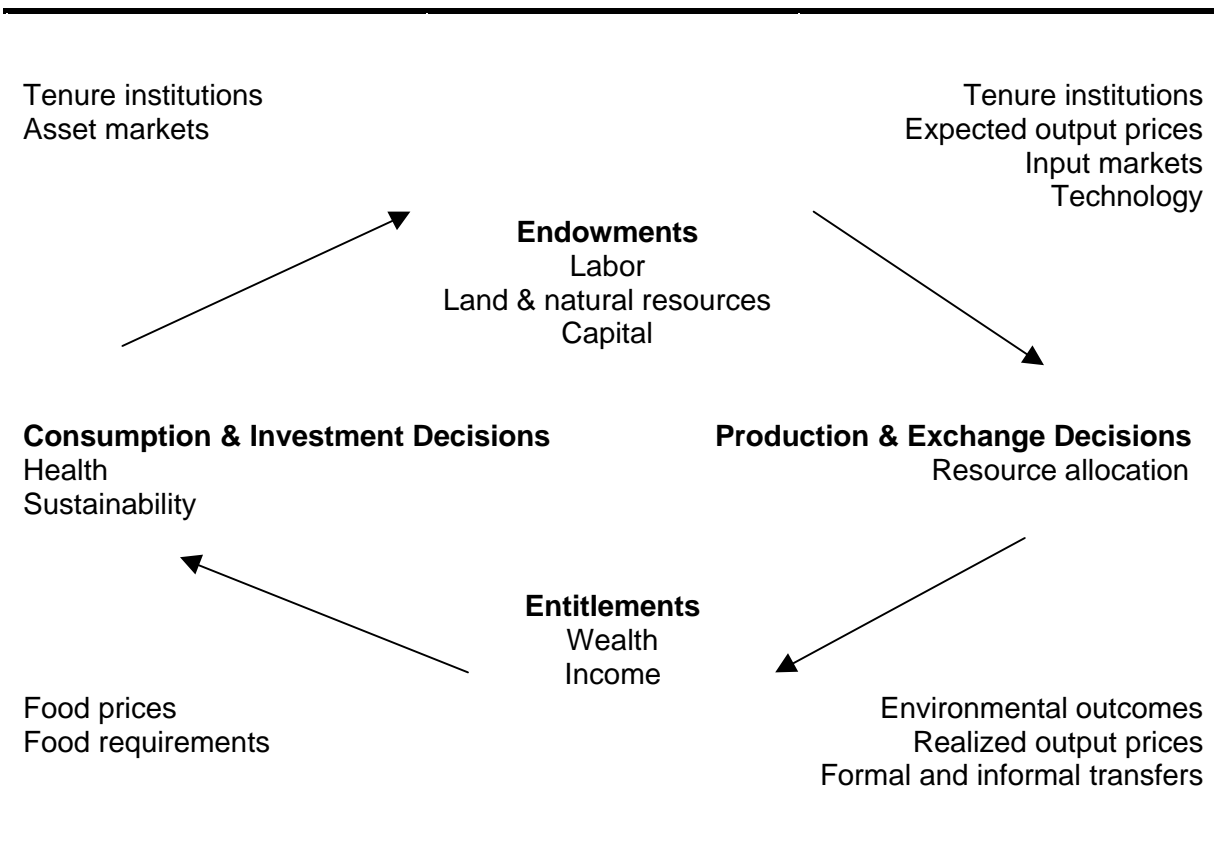 Tenure institutions
Asset markets
Tenure institutions
Expected output prices
Input markets
Technology
Endowments
Labor
Land & natural resources
Capital
Consumption & Investment Decisions
Health
Sustainability
Production & Exchange Decisions
Resource allocation
Entitlements
Wealth
Income
Food prices
Food requirements
Environmental outcomes
Realized output prices
Formal and informal transfers